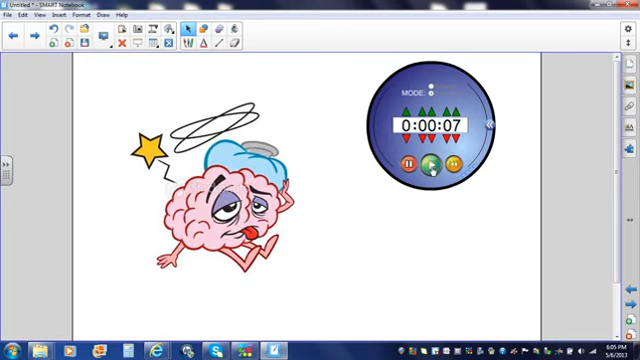 Untitled * - SMART Notebook
File Edit View Insert Format Draw Help
MODE:
0:00:07
6:05 PM
5/6/2013